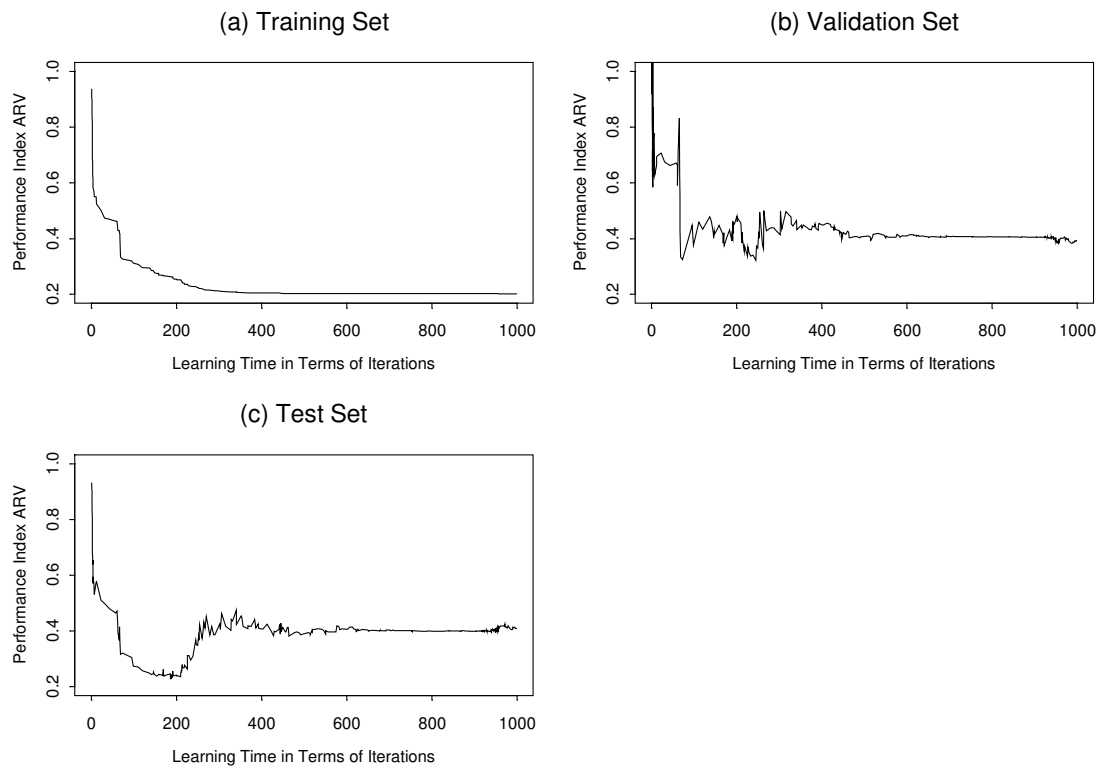 (a) Training Set
Performance Index ARV
1.0
0.8
0.6
0.4
0.2
0 200 400 600 800 1000
Learning Time in Terms of Iterations
(b) Validation Set
Performance Index ARV
1.0
0.8
0.6
0.4
0.2
0 200 400 600 800 1000
Learning Time in Terms of Iterations
(c) Test Set
Performance Index ARV
1.0
0.8
0.6
0.4
0.2
0 200 400 600 800 1000
Learning Time in Terms of Iterations